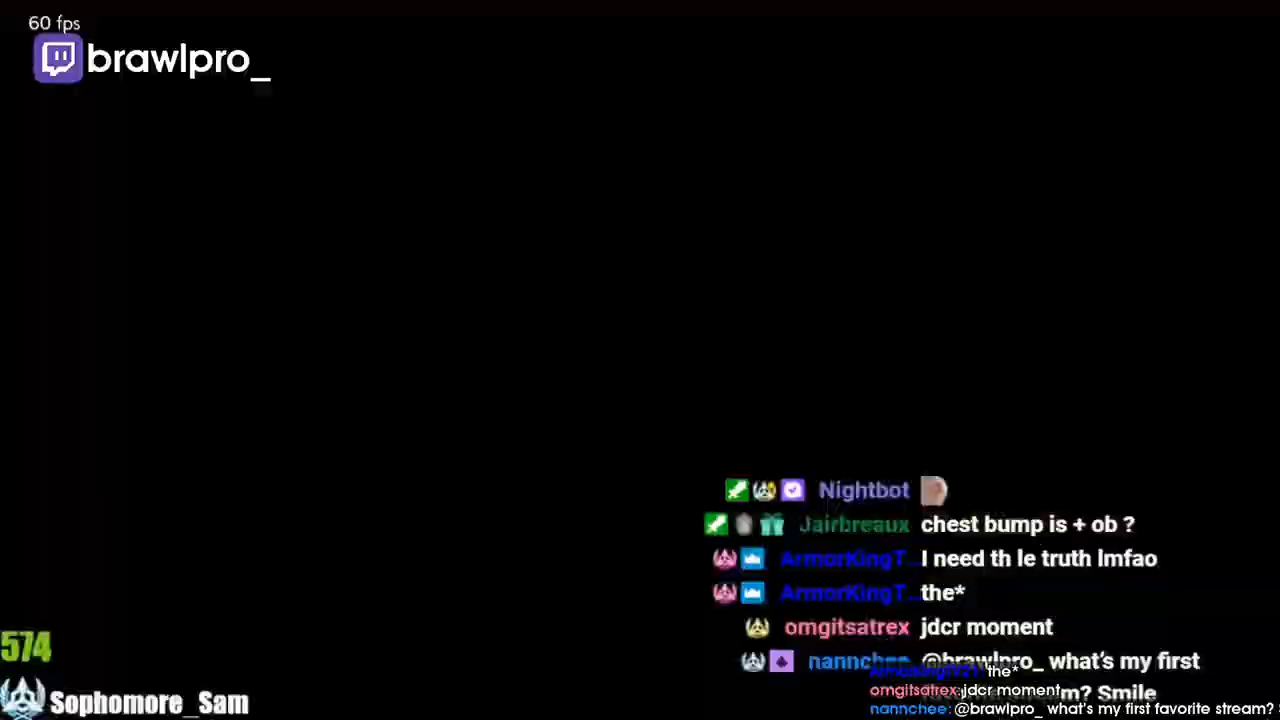 60 fps
brawlpro_
Nightbot
Jairbreaux chest bump is + ob ?
ArmorKingT... I need th le truth lmfao
ArmorKingT... the*
omgitsatrex jdcr moment
nannchee @brawlpro_ what's my first
stream? Smile
the*
omgitsatrex: jdcr moment
nannchee: @brawlpro_ what's my first favorite stream?
574
Sophomore_Sam